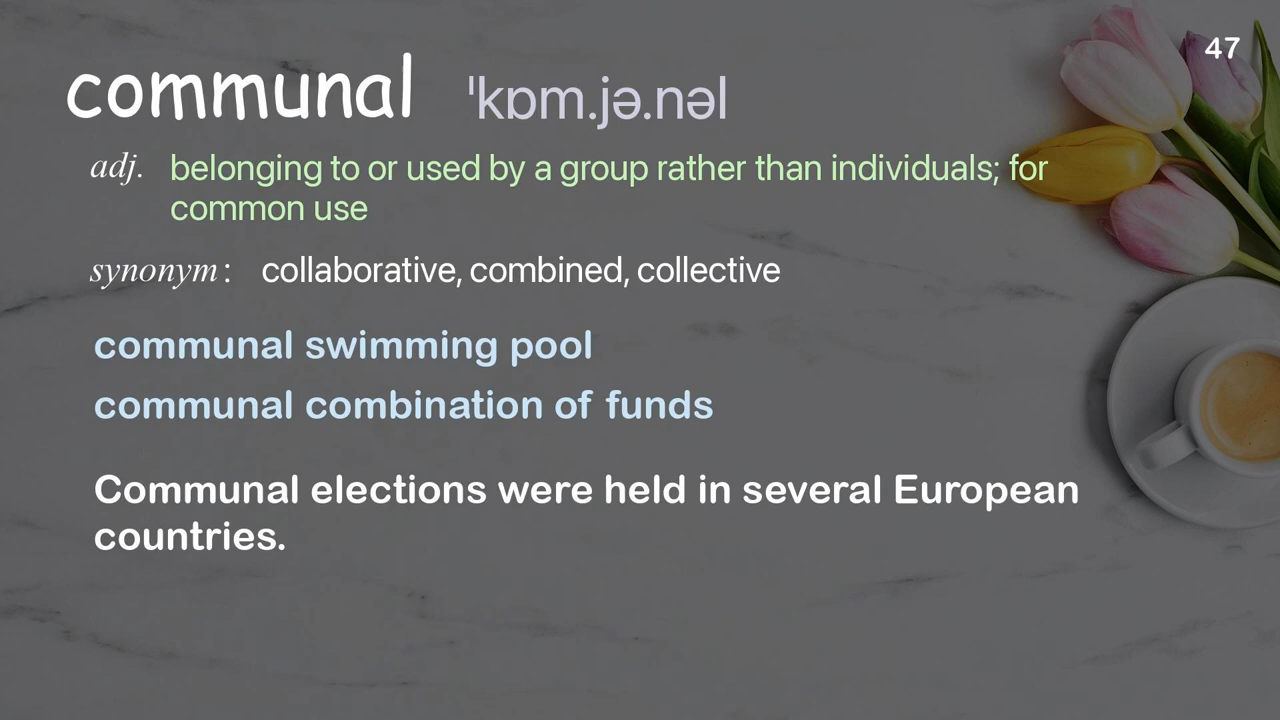 47
communal ˈkɒm.jə.nəl
adj. belonging to or used by a group rather than individuals; for
common use
synonym: collaborative, combined, collective
communal swimming pool
communal combination of funds
Communal elections were held in several European
countries.